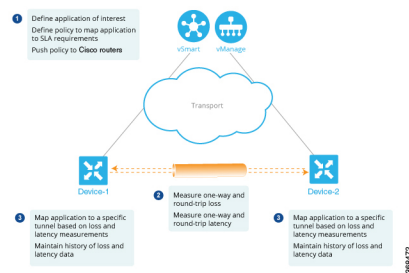 1 Define application of interest
Define policy to map application
to SLA requirements
Push policy to Cisco routers
vSmart vManage
Transport
Device-1
Device-2
2 Measure one-way and
round-trip loss
Measure one-way and
round-trip latency
3 Map application to a specific
tunnel based on loss and
latency measurements
Maintain history of loss and
latency data
3 Map application to a specific
tunnel based on loss and
latency measurements
Maintain history of loss and
latency data